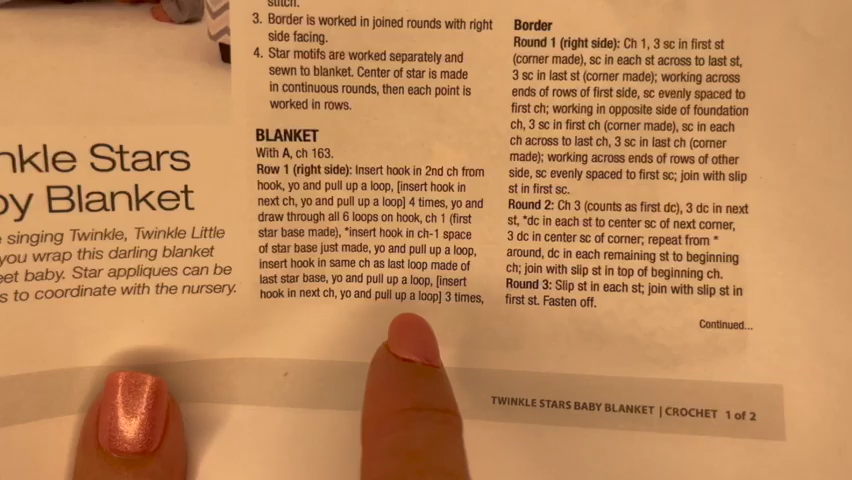 stitch.
3. Border is worked in joined rounds with right
side facing.
4. Star motifs are worked separately and
sewn to blanket. Center of star is made
in continuous rounds, then each point is
worked in rows.
BLANKET
With A, ch 163.
Row 1 (right side): Insert hook in 2nd ch from
hook, yo and pull up a loop, [insert hook in
next ch, yo and pull up a loop] 4 times, yo and
draw through all 6 loops on hook, ch 1 (first
star base made), *insert hook in ch-1 space
of star base just made, yo and pull up a loop,
insert hook in same ch as last loop made of
last star base, yo and pull up a loop, [insert
hook in next ch, yo and pull up a loop] 3 times,
Border
Round 1 (right side): Ch 1, 3 sc in first st
(corner made), sc in each st across to last st,
3 sc in last st (corner made); working across
ends of rows of first side, sc evenly spaced to
first ch; working in opposite side of foundation
ch, 3 sc in first ch (corner made), sc in each
ch across to last ch, 3 sc in last ch (corner
made); working across ends of rows of other
side, sc evenly spaced to first sc; join with slip
st in first sc.
Round 2: Ch 3 (counts as first dc), 3 dc in next
st, *dc in each st to center sc of next corner,
3 dc in center sc of corner; repeat from *
around, dc in each remaining st to beginning
ch; join with slip st in top of beginning ch.
Round 3: Slip st in each st; join with slip st in
first st. Fasten off.
Continued...
nkle Stars
by Blanket
singing Twinkle, Twinkle Little
you wrap this darling blanket
eet baby. Star appliques can be
s to coordinate with the nursery.
TWINKLE STARS BABY BLANKET | CROCHET 1 of 2